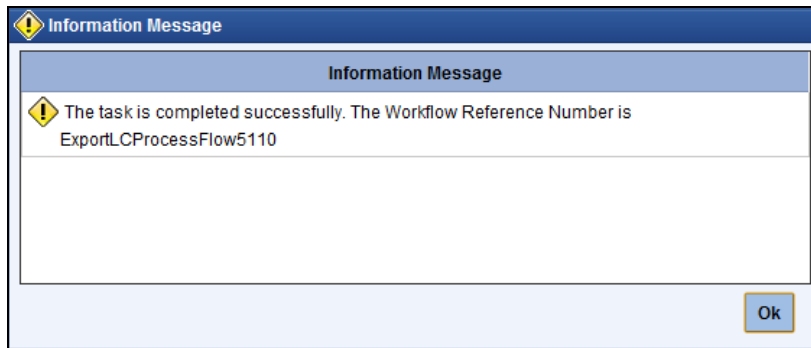 Information Message
Information Message
The task is completed successfully. The Workflow Reference Number is
ExportLCProcessFlow5110
Ok